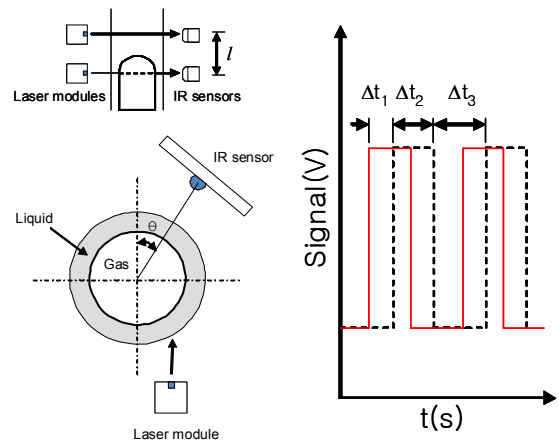 l
Laser modules
IR sensors
IR sensor
Liquid
θ
Gas
Laser module
Δt1 Δt2 Δt3
Signal(V)
t(s)